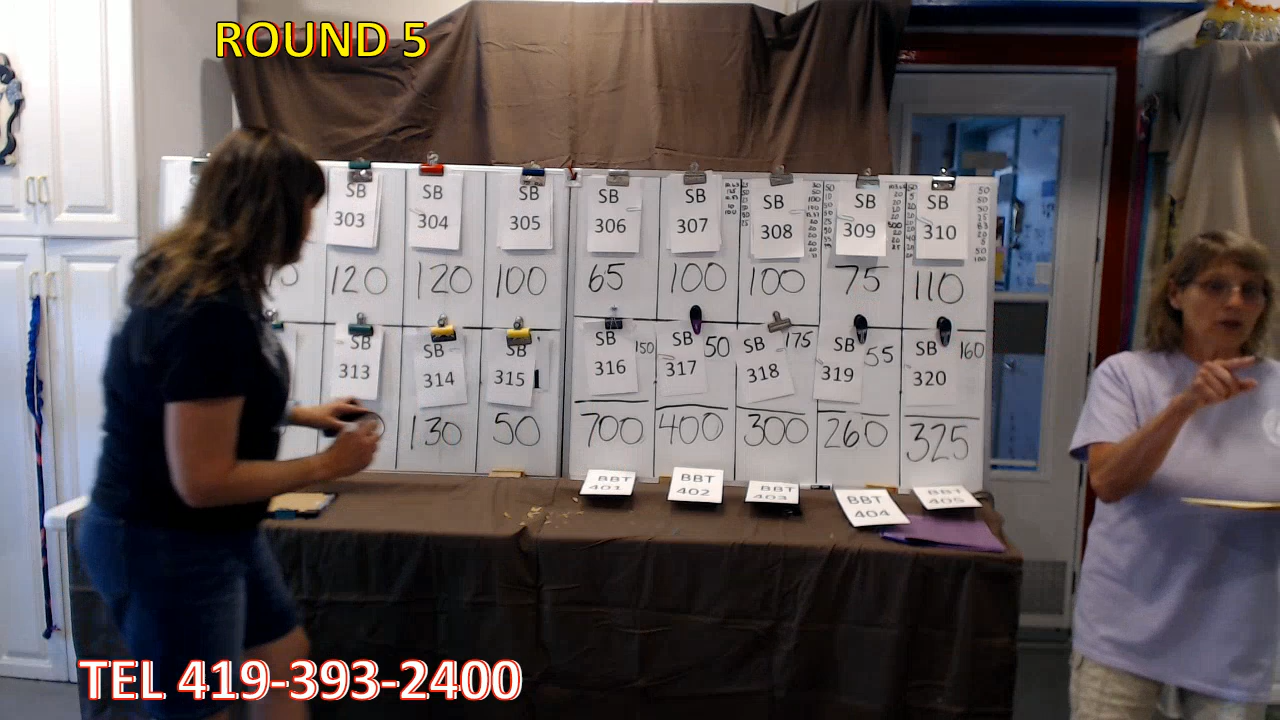 ROUND 5
SB
303
SB
304
SB
305
SB
306
SB
307
SB
308
SB
309
SB
310
120
120
100
65
100
100
75
110
SB
313
SB
314
SB
315
SB
316
150
SB
317
50
SB
318
175
SB
319
55
SB
320
160
130
50
700
400
300
260
325
BBT
401
BBT
402
BBT
403
BBT
404
BBT
405
TEL 419-393-2400